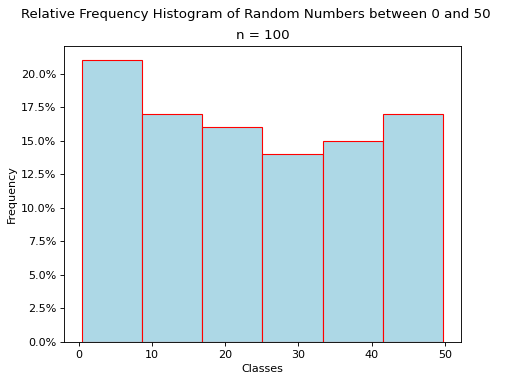 Relative Frequency Histogram of Random Numbers between 0 and 50
n = 100
20.0%
17.5%
15.0%
12.5%
10.0%
7.5%
5.0%
2.5%
0.0%
Frequency
0 10 20 30 40 50
Classes